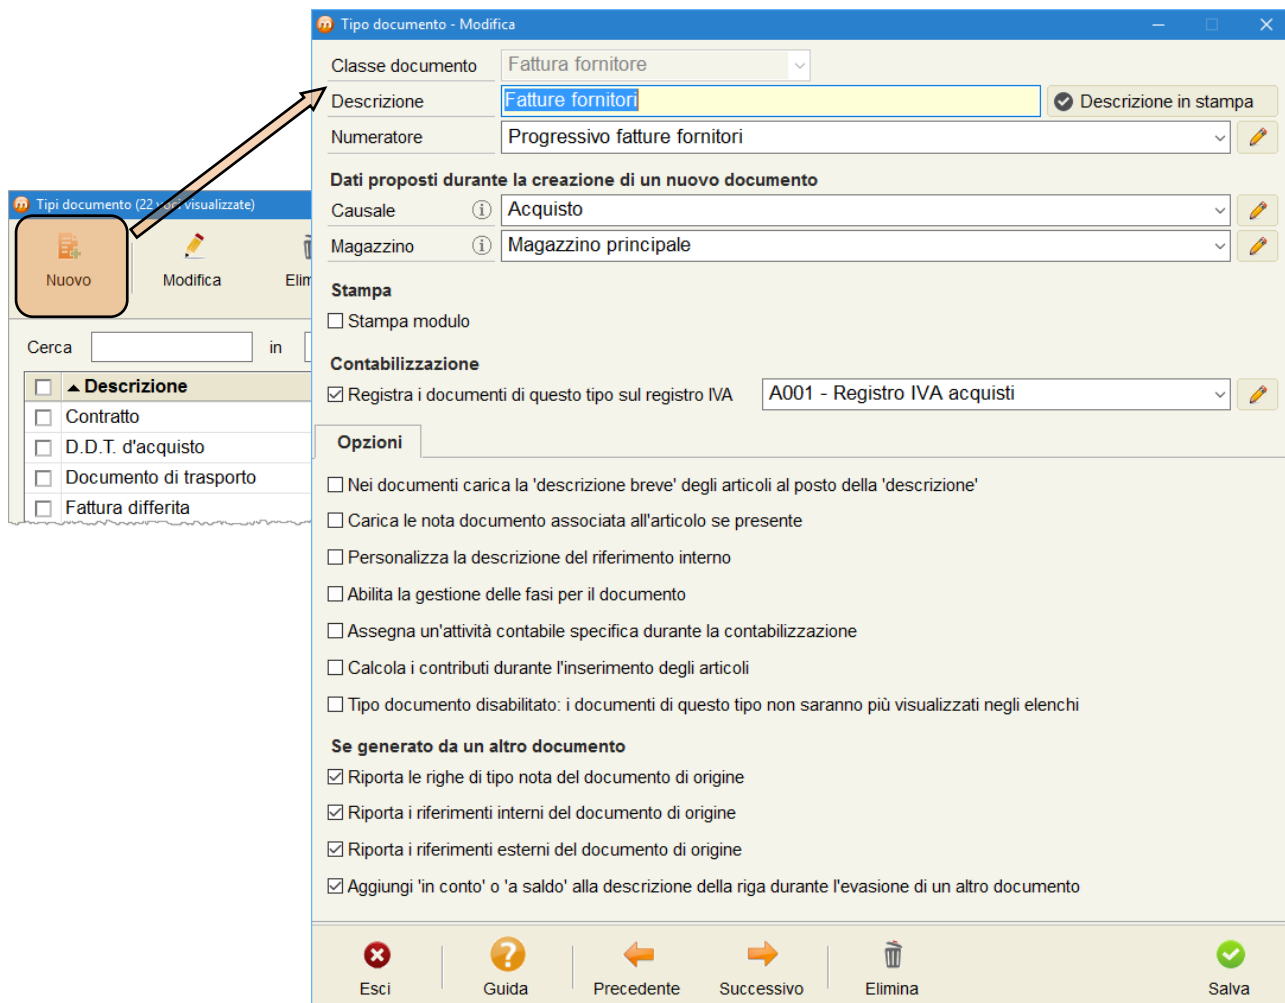 Tipo documento - Modifica
Classe documento Fattura fornitore
Descrizione Fatture fornitori Descrizione in stampa
Numeratore Progressivo fatture fornitori
Dati proposti durante la creazione di un nuovo documento
Causale Acquisto
Magazzino Magazzino principale
Stampa
Stampa modulo
Contabilizzazione
Registra i documenti di questo tipo sul registro IVA A001 - Registro IVA acquisti
Opzioni
Nei documenti carica la 'descrizione breve' degli articoli al posto della 'descrizione'
Carica le nota documento associata all'articolo se presente
Personalizza la descrizione del riferimento interno
Abilita la gestione delle fasi per il documento
Assegna un'attività contabile specifica durante la contabilizzazione
Calcola i contributi durante l'inserimento degli articoli
Tipo documento disabilitato: i documenti di questo tipo non saranno più visualizzati negli elenchi
Se generato da un altro documento
Riporta le righe di tipo nota del documento di origine
Riporta i riferimenti interni del documento di origine
Riporta i riferimenti esterni del documento di origine
Aggiungi 'in conto' o 'a saldo' alla descrizione della riga durante l'evasione di un altro documento
Esci Guida Precedente Successivo Elimina Salva
Tipi documento (22 voci visualizzate)
Nuovo Modifica Elim
Cerca in
Descrizione
Contratto
D.D.T. d'acquisto
Documento di trasporto
Fattura differita